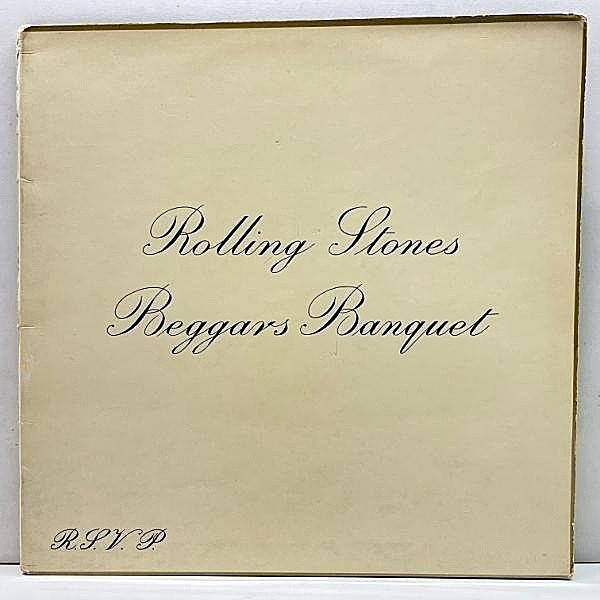 Rolling Stones
Beggars Banquet
R.S.V.P.